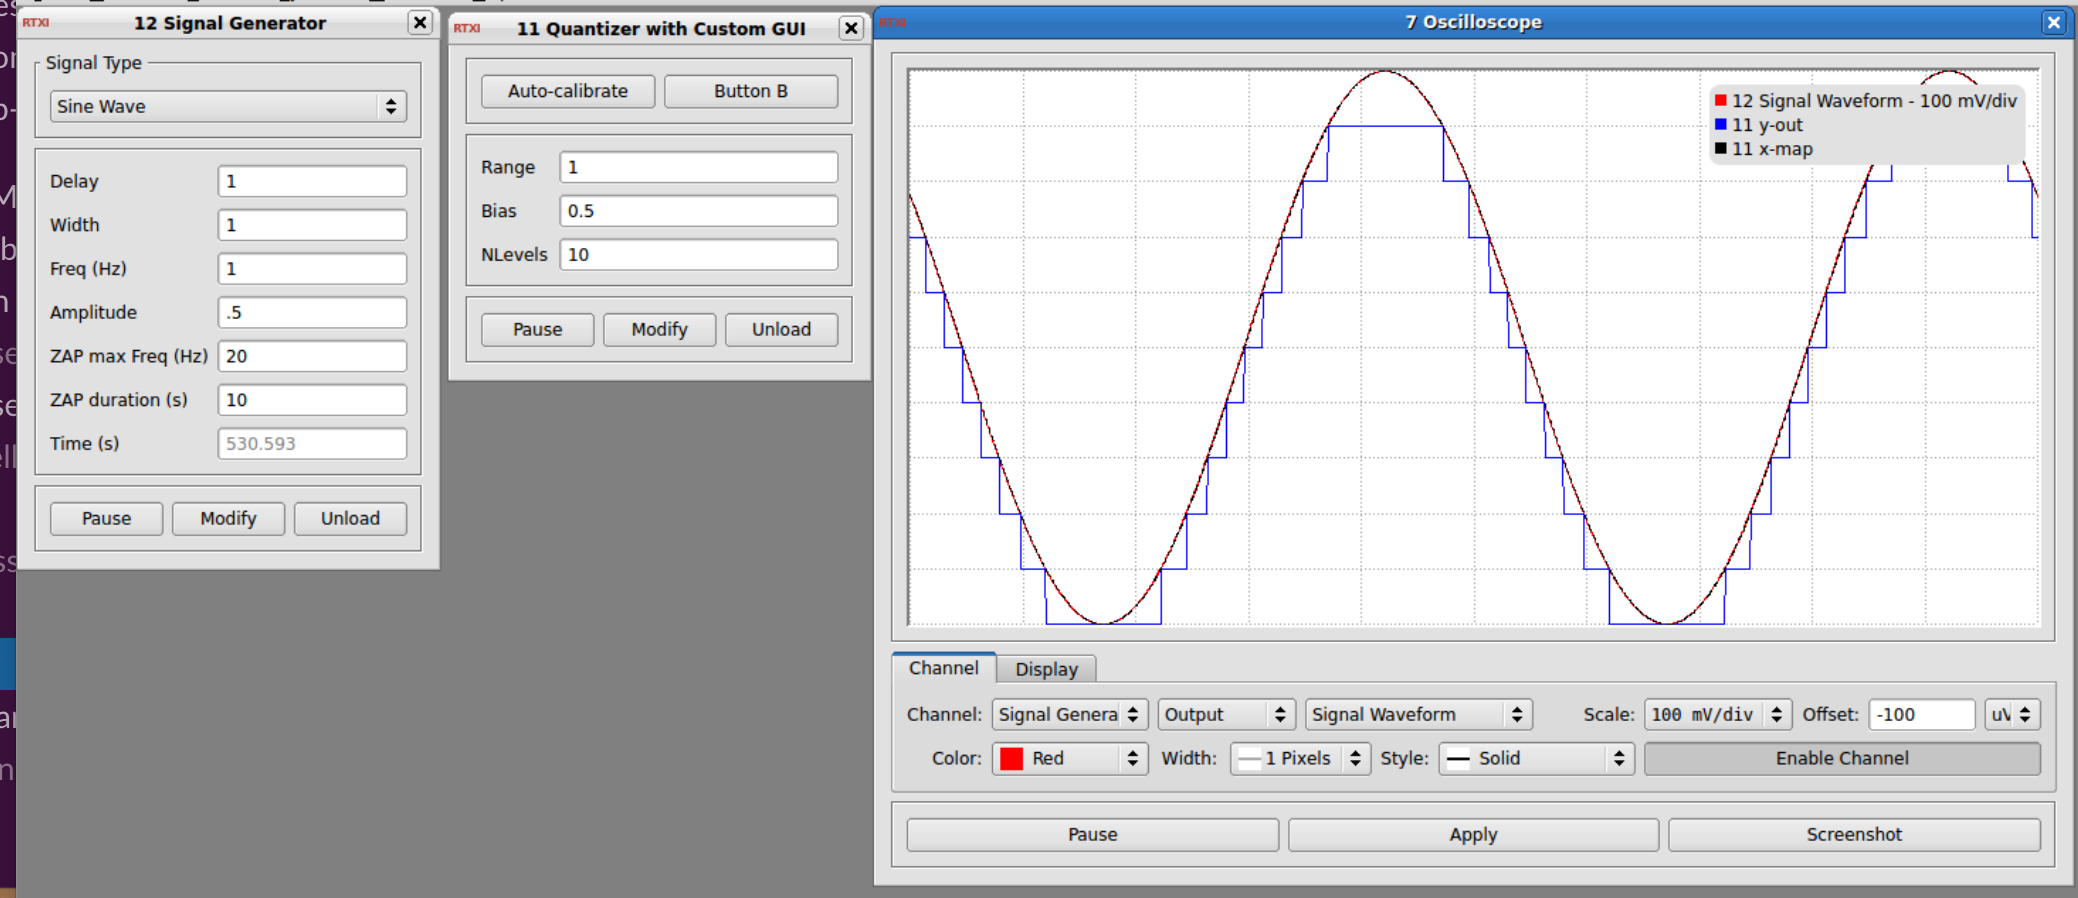 RTXI 12 Signal Generator
Signal Type
Sine Wave
Delay 1
Width 1
Freq (Hz) 1
Amplitude .5
ZAP max Freq (Hz) 20
ZAP duration (s) 10
Time (s) 530.593
Pause Modify Unload
RTXI 11 Quantizer with Custom GUI
Auto-calibrate Button B
Range 1
Bias 0.5
NLevels 10
Pause Modify Unload
RTXI 7 Oscilloscope
12 Signal Waveform - 100 mV/div
11 y-out
11 x-map
Channel Display
Channel: Signal Genera Output Signal Waveform Scale: 100 mV/div Offset: -100 uV
Color: Red Width: 1 Pixels Style: Solid Enable Channel
Pause Apply Screenshot